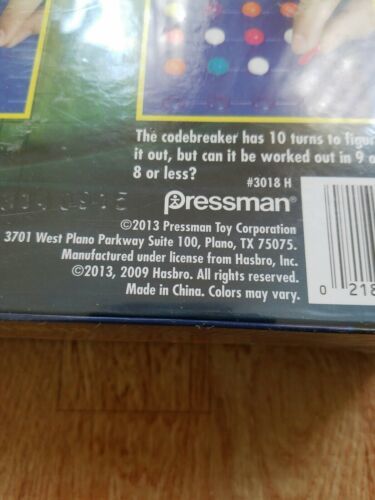 The codebreaker has 10 turns to figur
it out, but can it be worked out in 9 o
8 or less?
#3018 H
Pressman®
©2013 Pressman Toy Corporation
3701 West Plano Parkway Suite 100, Plano, TX 75075.
Manufactured under license from Hasbro, Inc.
©2013, 2009 Hasbro. All rights reserved.
Made in China. Colors may vary.
0 218